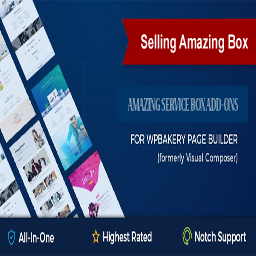 Selling Amazing Box
AMAZING SERVICE BOX ADD-ONS
FOR WPBAKERY PAGE BUILDER
(formerly Visual Composer)
All-In-One
Highest Rated
Notch Support